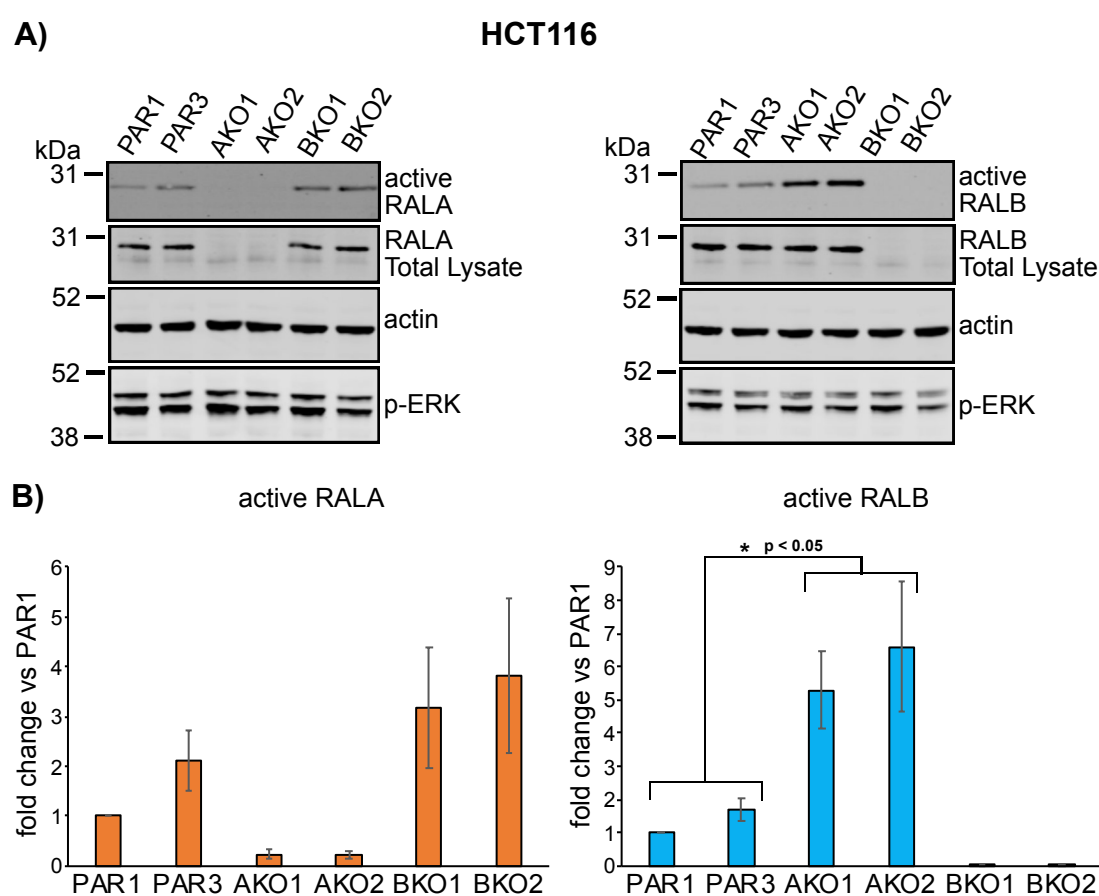 A)
HCT116
PAR1 PAR3 AKO1 AKO2 BKO1 BKO2
kDa
31
active
RALA
31
RALA
Total Lysate
52
actin
52
p-ERK
38
PAR1 PAR3 AKO1 AKO2 BKO1 BKO2
kDa
31
active
RALB
31
RALB
Total Lysate
52
actin
52
p-ERK
38
B)
active RALA
fold change vs PAR1
6
5
4
3
2
1
0
PAR1 PAR3 AKO1 AKO2 BKO1 BKO2
active RALB
* p < 0.05
fold change vs PAR1
9
8
7
6
5
4
3
2
1
0
PAR1 PAR3 AKO1 AKO2 BKO1 BKO2